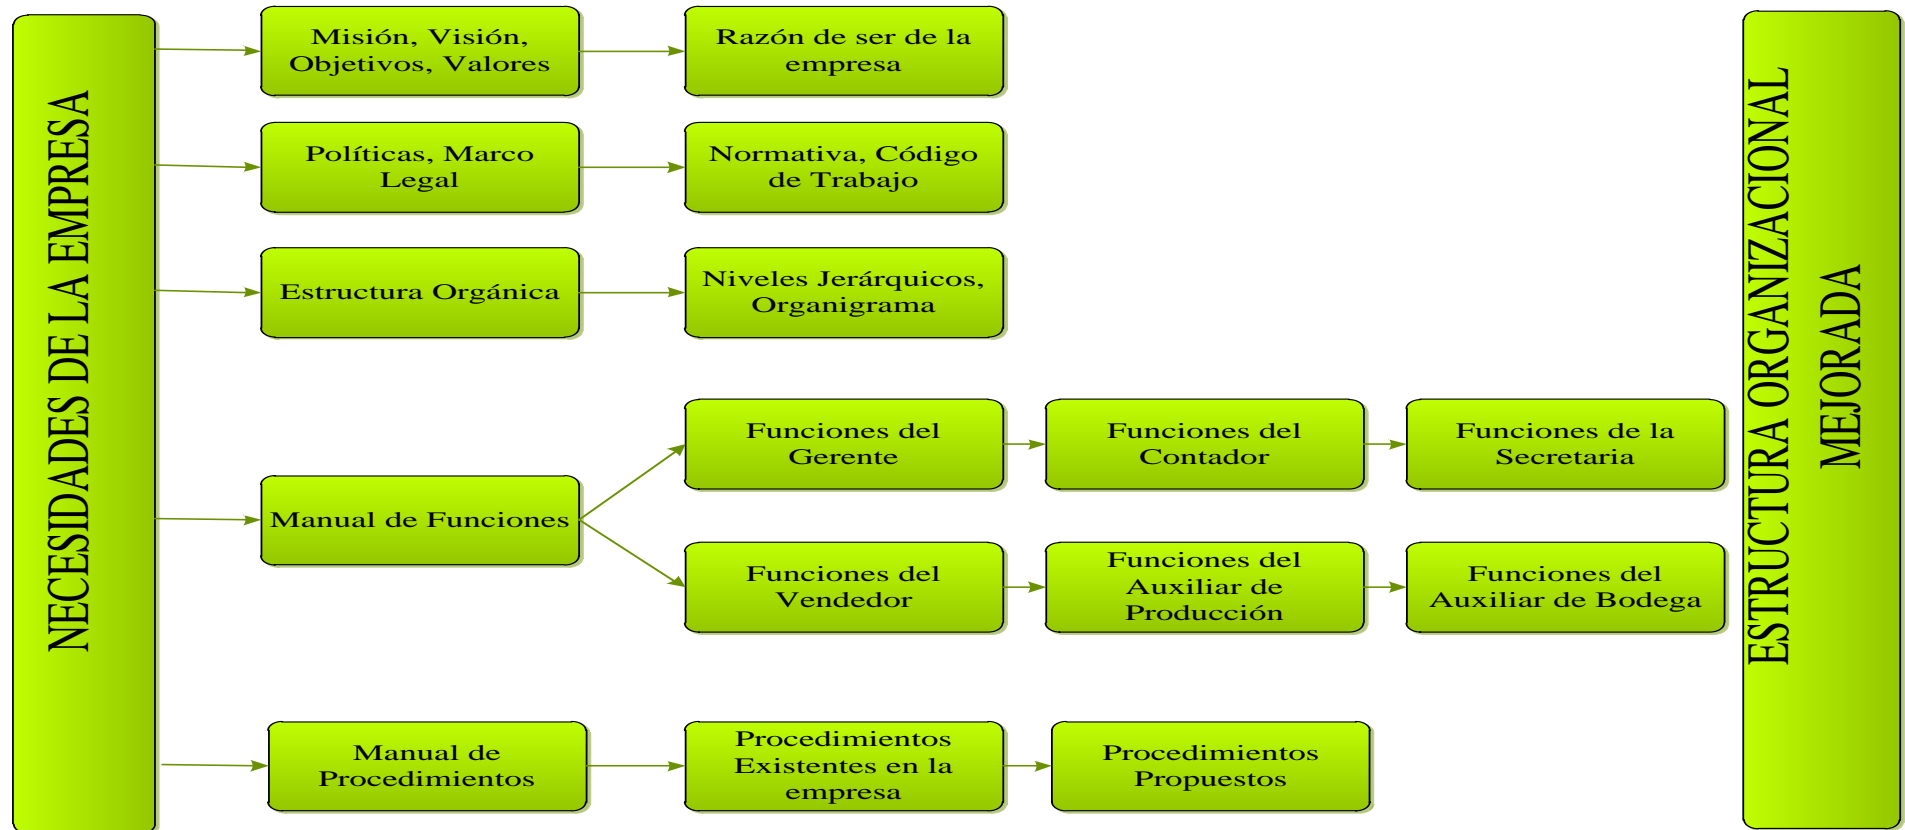 NECESIDADES DE LA EMPRESA
Misión, Visión,
Objetivos, Valores
Razón de ser de la
empresa
Políticas, Marco
Legal
Normativa, Código
de Trabajo
Estructura Orgánica
Niveles Jerárquicos,
Organigrama
Manual de Funciones
Funciones del
Gerente
Funciones del
Contador
Funciones de la
Secretaria
Funciones del
Vendedor
Funciones del
Auxiliar de
Producción
Funciones del
Auxiliar de Bodega
Manual de
Procedimientos
Procedimientos
Existentes en la
empresa
Procedimientos
Propuestos
ESTRUCTURA ORGANIZACIONAL
MEJORADA